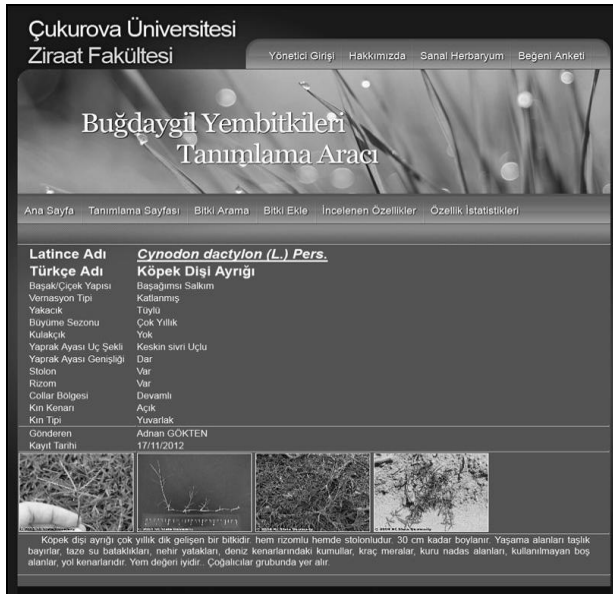 Çukurova Üniversitesi
Ziraat Fakültesi
Yönetici Girişi Hakkımızda Sanal Herbaryum Beğeni Anketi
Buğdaygil Yembitkileri
Tanımlama Aracı
Ana Sayfa Tanımlama Sayfası Bitki Arama Bitki Ekle İncelenen Özellikler Özellik İstatistikleri
Latince Adı Cynodon dactylon (L.) Pers.
Türkçe Adı Köpek Dişi Ayrığı
Başak/Çiçek Yapısı Başağımsı Salkım
Vernasyon Tipi Katlanmış
Yakacık Tüylü
Büyüme Sezonu Çok Yıllık
Kulakçık Yok
Yaprak Ayası Uç Şekli Keskin sivri Uçlu
Yaprak Ayası Genişliği Dar
Stolon Var
Rizom Var
Collar Bölgesi Devamlı
Kın Kenarı Açık
Kın Tipi Yuvarlak
Gönderen Adnan GÖKTEN
Kayıt Tarihi 17/11/2012
Köpek dişi ayrığı çok yıllık dik gelişen bir bitkidir. hem rizomlu hemde stolonludur. 30 cm kadar boylanır. Yaşama alanları taşlık
bayırlar, taze su bataklıkları, nehir yatakları, deniz kenarlarındaki kumullar, kıraç meralar, kuru nadas alanları, kullanılmayan boş
alanlar, yol kenarlarıdır. Yem değeri iyidir.. Çoğalıcılar grubunda yer alır.